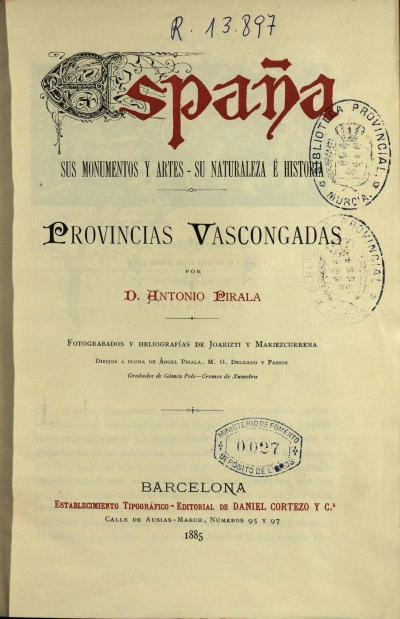 R. 13.897
España
SUS MONUMENTOS Y ARTES - SU NATURALEZA É HISTORIA
PROVINCIAS VASCONGADAS
POR
D. ANTONIO PIRALA
FOTOGRABADOS Y HELIOGRAFÍAS DE JOARIZTI Y MARIEZCURRENA
DIBUJOS Á PLUMA DE ÁNGEL PIRALA, M. O. DELGADO Y PASSOS
Grabados de Gómez Polo—Cromos de Xumetra
BIBLIOTECA PROVINCIAL.
MURCIA.
MINISTERIO DE FOMENTO
0027
DEPÓSITO DE LIBROS
BARCELONA
ESTABLECIMIENTO TIPOGRÁFICO - EDITORIAL DE DANIEL CORTEZO Y C.ª
CALLE DE AUSIAS-MARCH, NÚMEROS 95 Y 97
1885